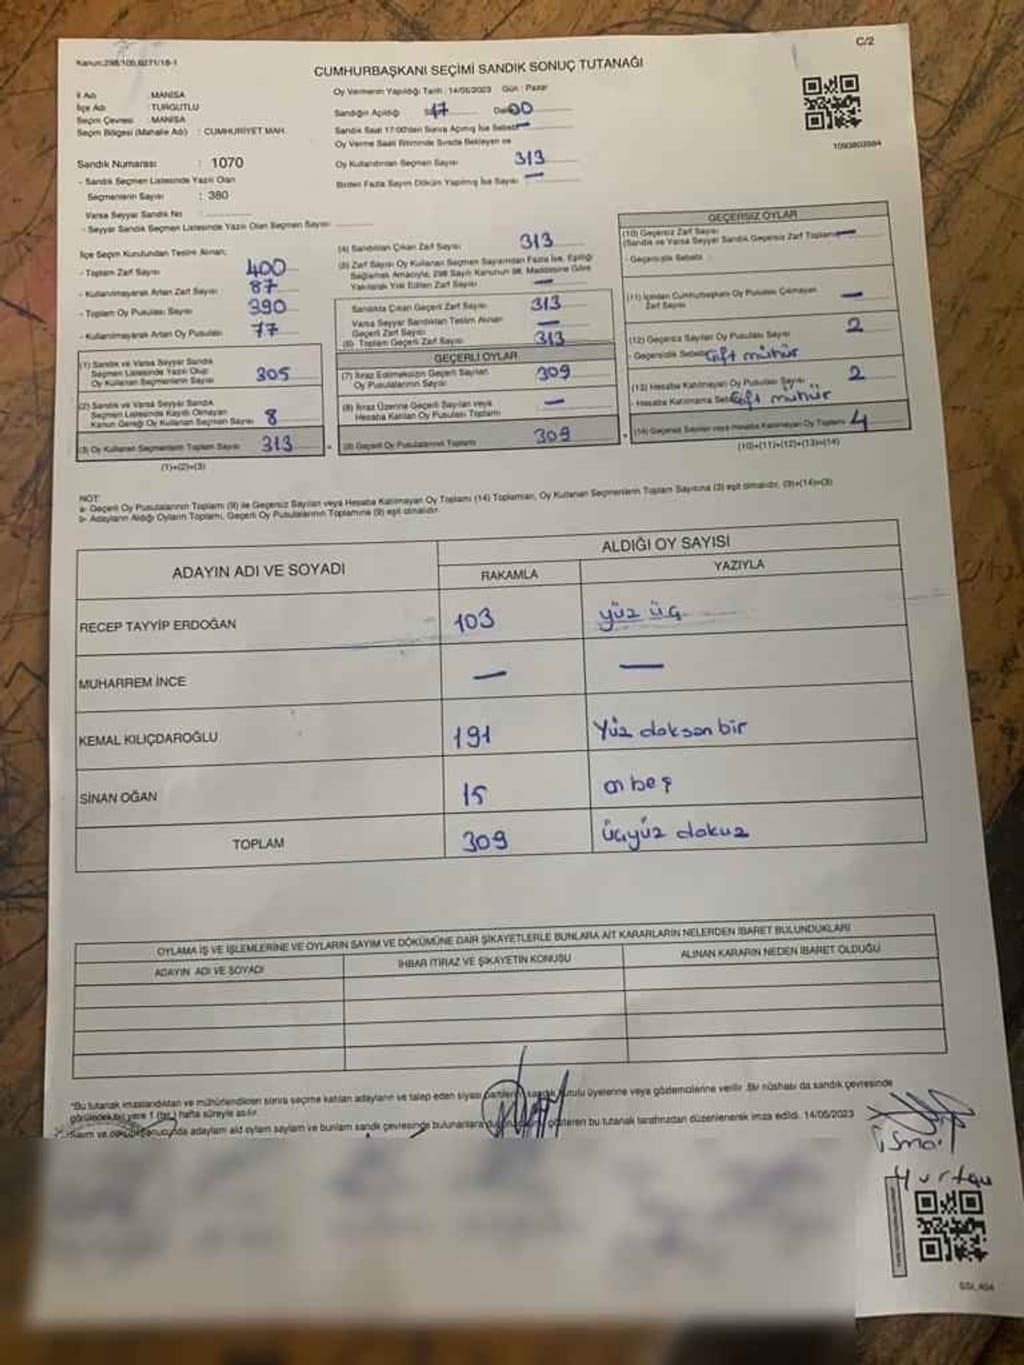 C/2
Kanun:298/105,6271/18-1
CUMHURBAŞKANI SEÇİMİ SANDIK SONUÇ TUTANAĞI
İl Adı : MANİSA
İlçe Adı : TURGUTLU
Seçim Çevresi : MANİSA
Seçim Bölgesi (Mahalle Adı) : CUMHURİYET MAH.
Sandık Numarası : 1070
- Sandık Seçmen Listesinde Yazılı Olan
Seçmenlerin Sayısı : 380
Varsa Seyyar Sandık No :
- Seyyar Sandık Seçmen Listesinde Yazılı Olan Seçmen Sayısı :
Oy Vermenin Yapıldığı Tarih : 14/05/2023 Gün : Pazar
Sandığın Açıldığı 17 00
Sandık Saat 17:00'den Sonra Açılmış İse Sebebi —
Oy Verme Saati Bitiminde Sırada Bekleyen ve
Oy Kullandırılan Seçmen Sayısı 313
Birden Fazla Sayım Döküm Yapılmış İse Sayısı : —
1093803584
İlçe Seçim Kurulundan Teslim Alınan;
- Toplam Zarf Sayısı : 400
- Kullanılmayarak Artan Zarf Sayısı : 87
- Toplam Oy Pusulası Sayısı : 390
- Kullanılmayarak Artan Oy Pusulası : 77
(1) Sandık ve Varsa Seyyar Sandık
Seçmen Listesinde Yazılı Olup
Oy Kullanan Seçmenlerin Sayısı 305
(2) Sandık ve Varsa Seyyar Sandık
Seçmen Listesinde Kayıtlı Olmayan
Kanun Gereği Oy Kullanan Seçmen Sayısı 8
(3) Oy Kullanan Seçmenlerin Toplam Sayısı 313
(1)+(2)=(3)
(4) Sandıktan Çıkan Zarf Sayısı 313
(5) Zarf Sayısı Oy Kullanan Seçmen Sayısından Fazla İse, Eşitliği
Sağlamak Amacıyla, 298 Sayılı Kanunun 98. Maddesine Göre
Yakılarak Yok Edilen Zarf Sayısı —
Sandıkta Çıkan Geçerli Zarf Sayısı 313
Varsa Seyyar Sandıktan Teslim Alınan
Geçerli Zarf Sayısı —
(6) Toplam Geçerli Zarf Sayısı 313
GEÇERLİ OYLAR
(7) İtiraz Edilmeksizin Geçerli Sayılan
Oy Pusulalarının Sayısı 309
(8) İtiraz Üzerine Geçerli Sayılan veya
Hesaba Katılan Oy Pusulası Toplamı —
(9) Geçerli Oy Pusulalarının Toplamı 309
GEÇERSİZ OYLAR
(10) Geçersiz Zarf Sayısı
(Sandık ve Varsa Seyyar Sandık Geçersiz Zarf Toplamı) —
- Geçersizlik Sebebi :
(11) İçinden Cumhurbaşkanı Oy Pusulası Çıkmayan
Zarf Sayısı —
(12) Geçersiz Sayılan Oy Pusulası Sayısı 2
- Geçersizlik Sebebi Çift mühür
(13) Hesaba Katılmayan Oy Pusulası Sayısı 2
- Hesaba Katılmama Sebebi Çift mühür
(14) Geçersiz Sayılan veya Hesaba Katılmayan Oy Toplamı 4
(10)+(11)+(12)+(13)=(14)
NOT:
a- Geçerli Oy Pusulalarının Toplamı (9) ile Geçersiz Sayılan veya Hesaba Katılmayan Oy Toplamı (14) Toplamları, Oy Kullanan Seçmenlerin Toplam Sayısına (3) eşit olmalıdır. (9)+(14)=(3)
b- Adayların Aldığı Oyların Toplamı, Geçerli Oy Pusulalarının Toplamına (9) eşit olmalıdır.
ADAYIN ADI VE SOYADI ALDIĞI OY SAYISI
RAKAMLA YAZIYLA
RECEP TAYYİP ERDOĞAN 103 yüz üç
MUHARREM İNCE — —
KEMAL KILIÇDAROĞLU 191 Yüz doksan bir
SİNAN OĞAN 15 on beş
TOPLAM 309 üçyüz dokuz
OYLAMA İŞ VE İŞLEMLERİNE VE OYLARIN SAYIM VE DÖKÜMÜNE DAİR ŞİKAYETLERLE BUNLARA AİT KARARLARIN NELERDEN İBARET BULUNDUKLARI
ADAYIN ADI VE SOYADI İHBAR İTİRAZ VE ŞİKAYETİN KONUSU ALINAN KARARIN NEDEN İBARET OLDUĞU
*Bu tutanak imzalandıktan ve mühürlendikten sonra seçime katılan adayların ve talep eden siyasi partilerin sandık kurulu üyelerine veya gözlemcilerine verilir. Bir nüshası da sandık çevresinde
görülecek bir yere 1 (bir) hafta süreyle asılır.
Sayım ve dökümü sonucunda adayların aldığı oyların sayılarını ve bunların sandık çevresinde bulunanlara gösteren bu tutanak tarafımızdan düzenlenerek imza edildi. 14/05/2023